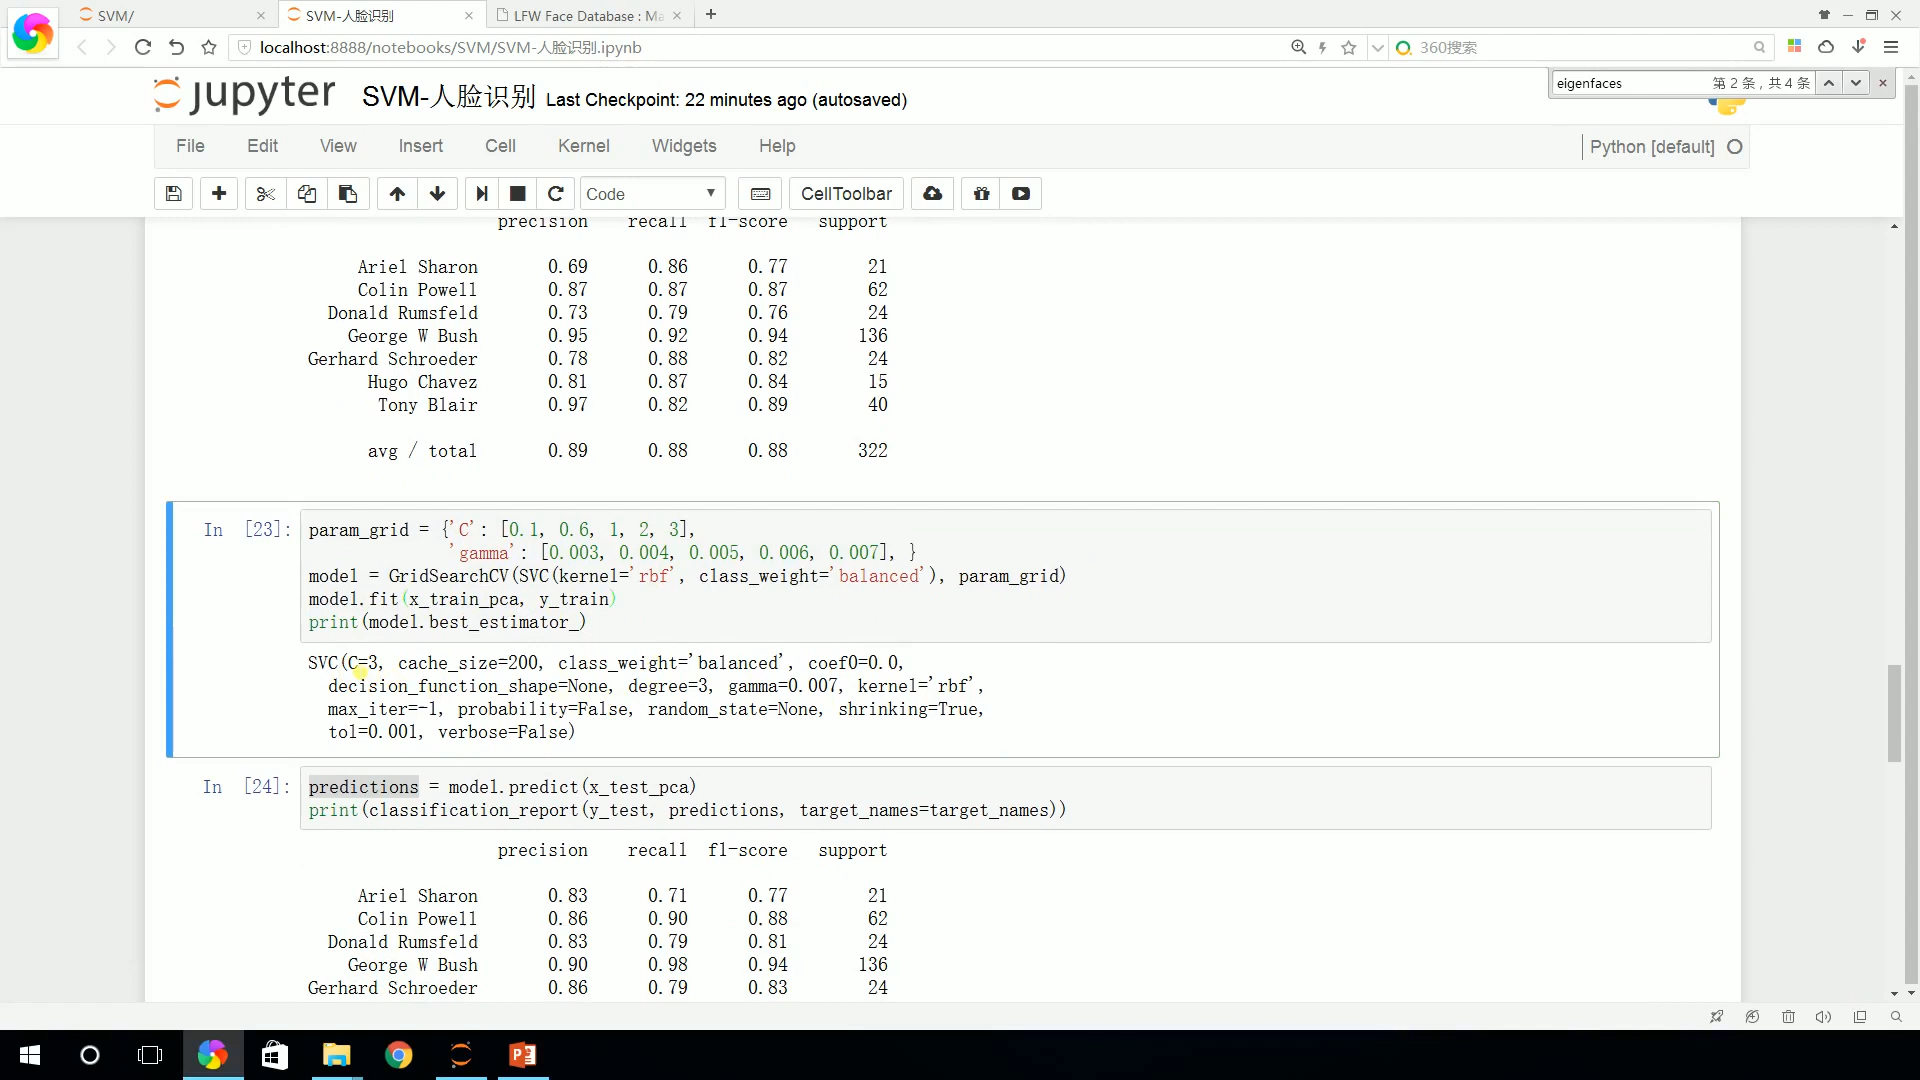 SVM/
SVM-人脸识别
LFW Face Database : Ma
localhost:8888/notebooks/SVM/SVM-人脸识别.ipynb
360搜索
eigenfaces
第 2 条 , 共 4 条
jupyter
SVM-人脸识别 Last Checkpoint: 22 minutes ago (autosaved)
File Edit View Insert Cell Kernel Widgets Help
Python [default]
Code
CellToolbar
precision recall f1-score support
Ariel Sharon 0.69 0.86 0.77 21
Colin Powell 0.87 0.87 0.87 62
Donald Rumsfeld 0.73 0.79 0.76 24
George W Bush 0.95 0.92 0.94 136
Gerhard Schroeder 0.78 0.88 0.82 24
Hugo Chavez 0.81 0.87 0.84 15
Tony Blair 0.97 0.82 0.89 40
avg / total 0.89 0.88 0.88 322
In [23]: param_grid = {'C': [0.1, 0.6, 1, 2, 3],
'gamma': [0.003, 0.004, 0.005, 0.006, 0.007], }
model = GridSearchCV(SVC(kernel='rbf', class_weight='balanced'), param_grid)
model.fit(x_train_pca, y_train)
print(model.best_estimator_)
SVC(C=3, cache_size=200, class_weight='balanced', coef0=0.0,
decision_function_shape=None, degree=3, gamma=0.007, kernel='rbf',
max_iter=-1, probability=False, random_state=None, shrinking=True,
tol=0.001, verbose=False)
In [24]: predictions = model.predict(x_test_pca)
print(classification_report(y_test, predictions, target_names=target_names))
precision recall f1-score support
Ariel Sharon 0.83 0.71 0.77 21
Colin Powell 0.86 0.90 0.88 62
Donald Rumsfeld 0.83 0.79 0.81 24
George W Bush 0.90 0.98 0.94 136
Gerhard Schroeder 0.86 0.79 0.83 24